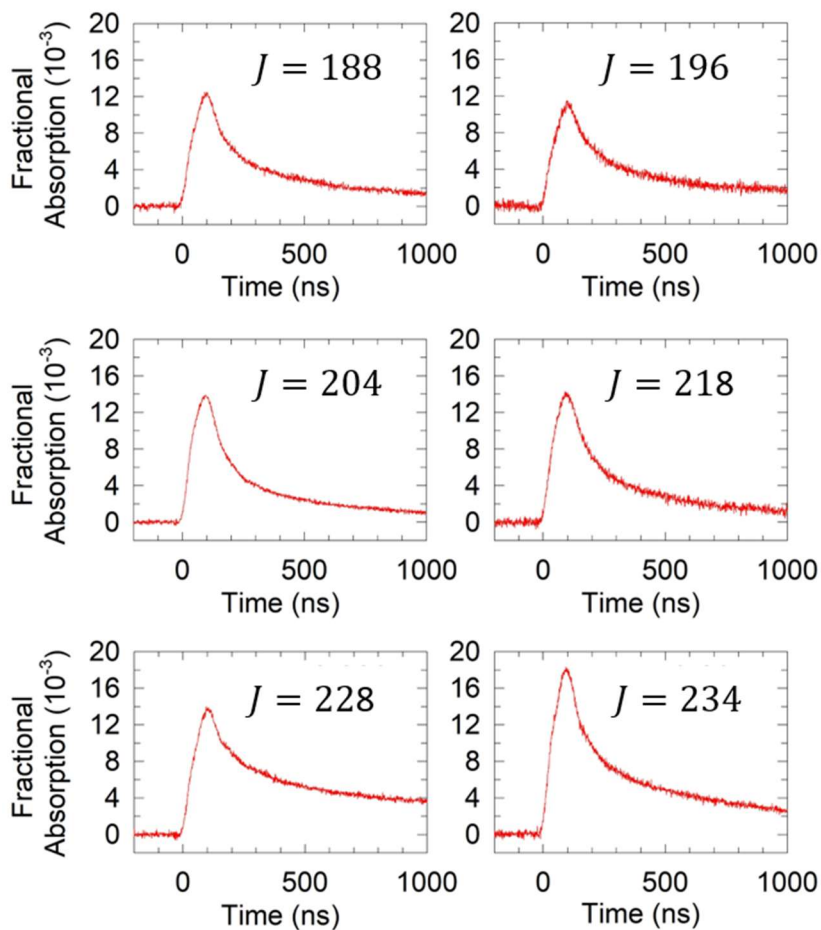 Fractional Absorption (10⁻³)
20
16
12
8
4
0
J = 188
0 500 1000
Time (ns)
20
16
12
8
4
0
J = 196
0 500 1000
Time (ns)
Fractional Absorption (10⁻³)
20
16
12
8
4
0
J = 204
0 500 1000
Time (ns)
20
16
12
8
4
0
J = 218
0 500 1000
Time (ns)
Fractional Absorption (10⁻³)
20
16
12
8
4
0
J = 228
0 500 1000
Time (ns)
20
16
12
8
4
0
J = 234
0 500 1000
Time (ns)